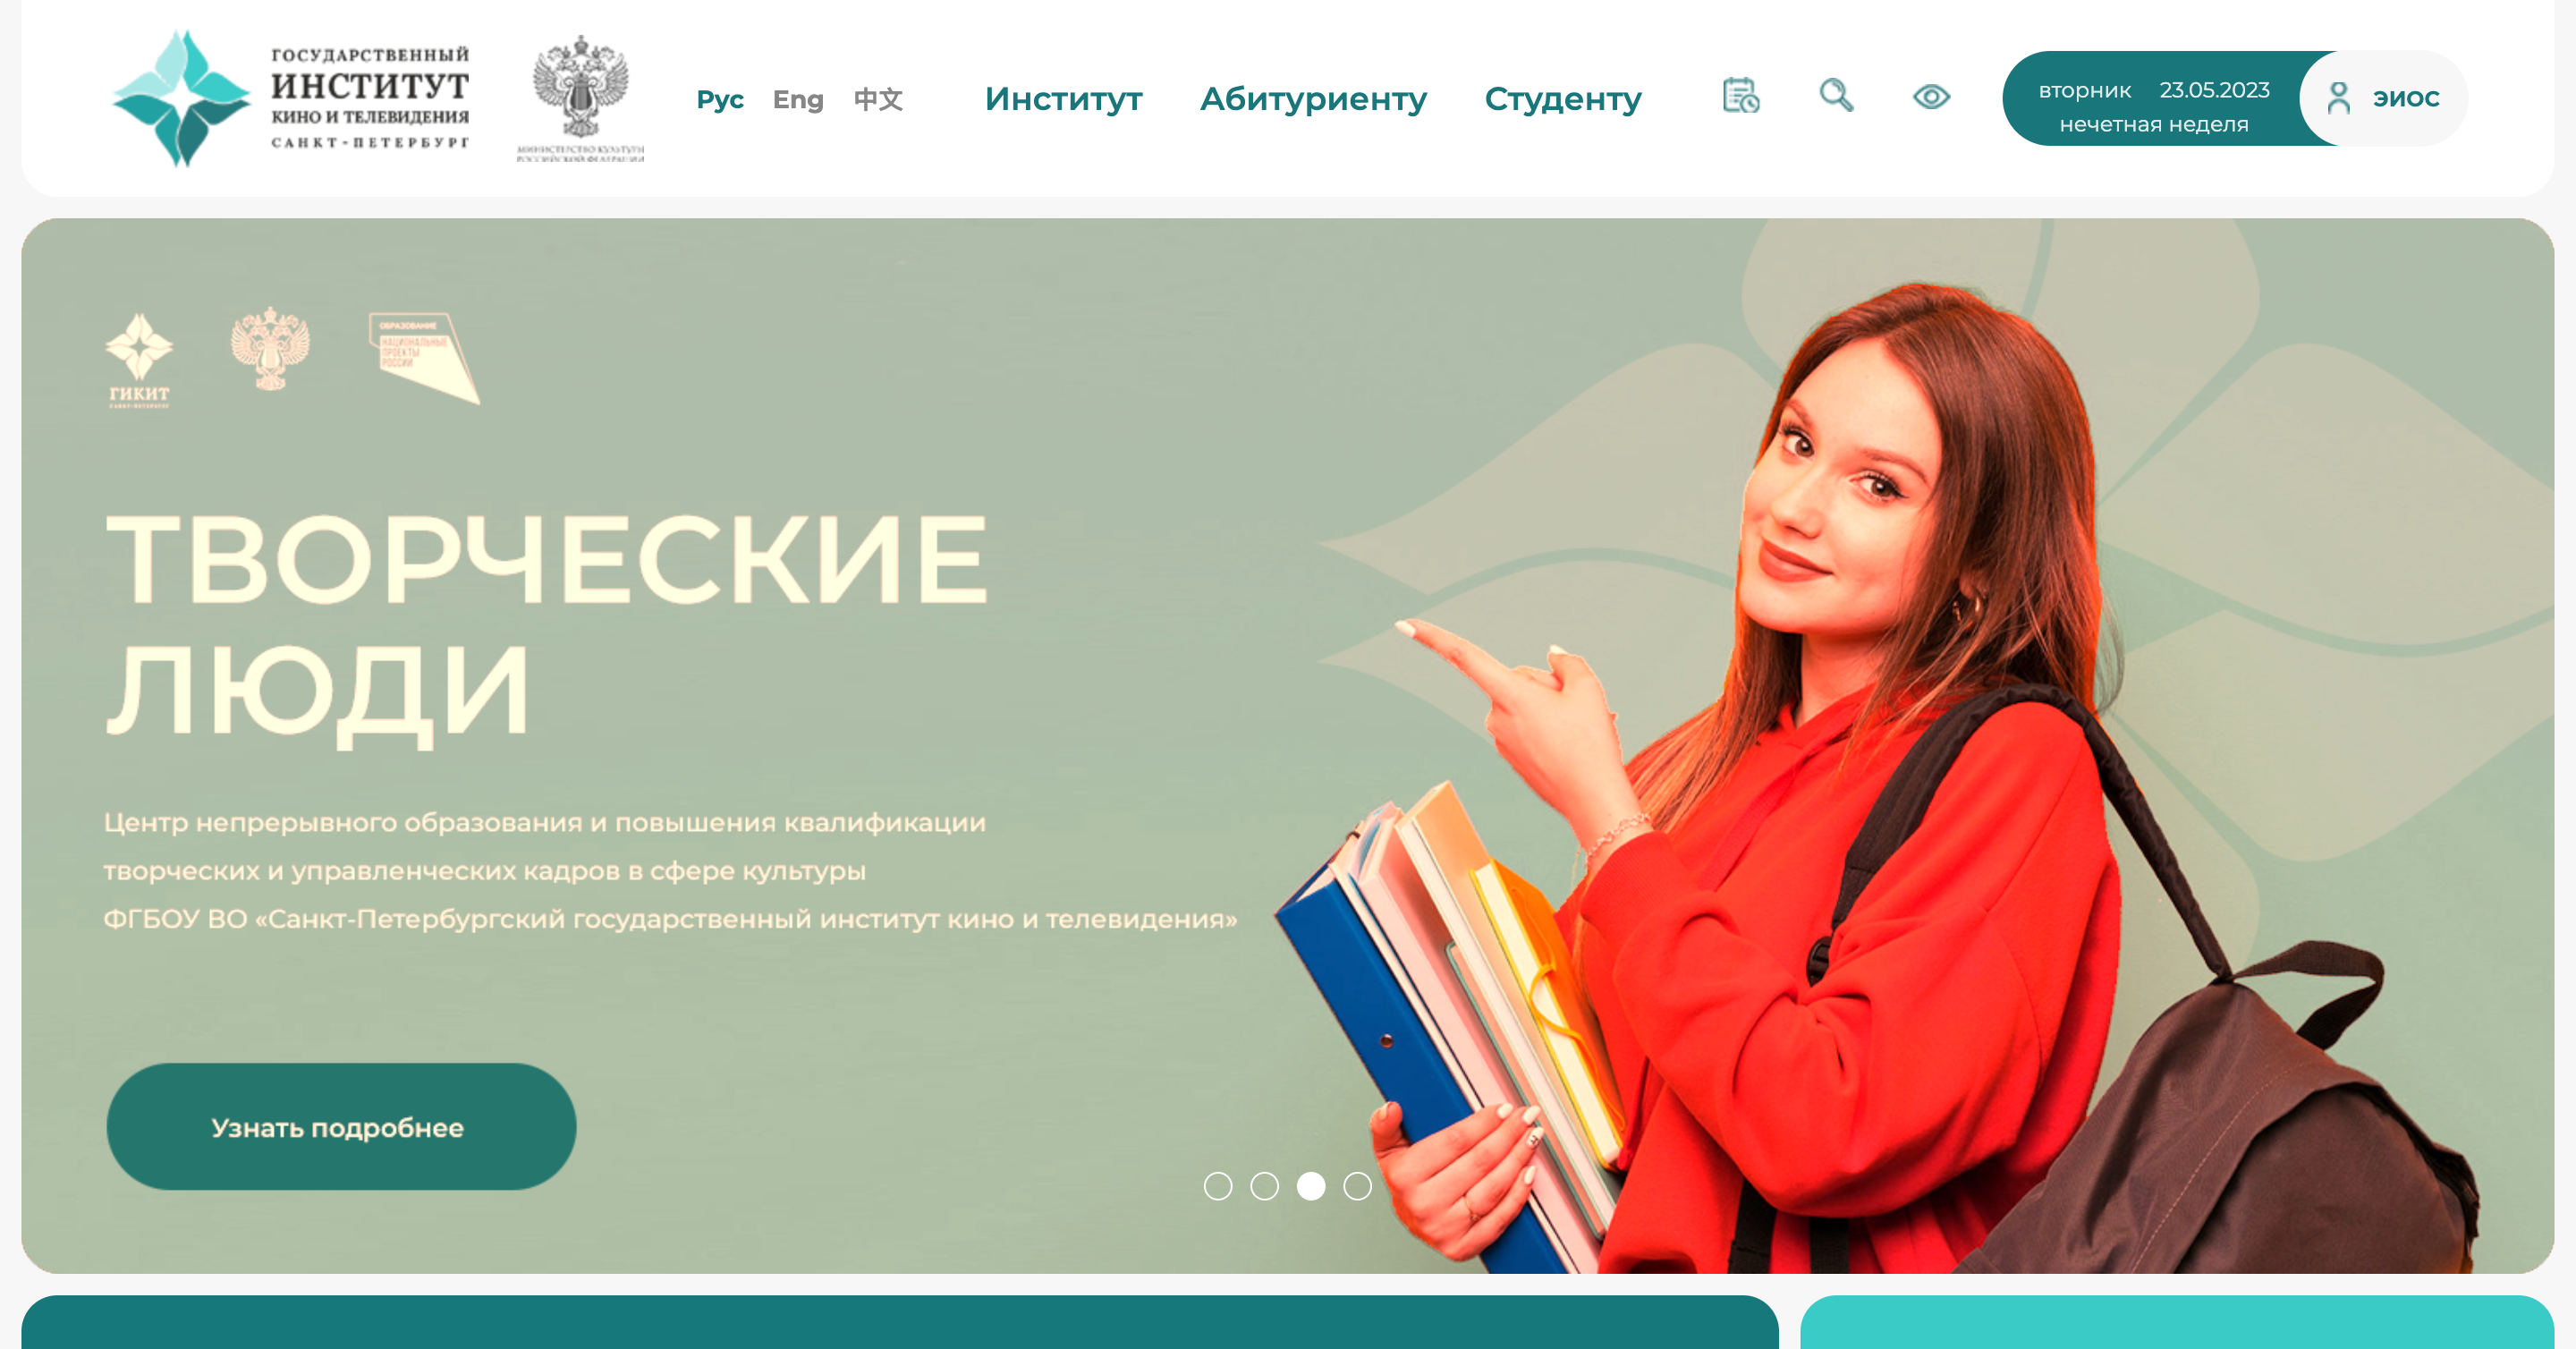 ГОСУДАРСТВЕННЫЙ
ИНСТИТУТ
КИНО И ТЕЛЕВИДЕНИЯ
САНКТ-ПЕТЕРБУРГ
МИНИСТЕРСТВО КУЛЬТУРЫ
РОССИЙСКОЙ ФЕДЕРАЦИИ
Рус Eng 中文
Институт Абитуриенту Студенту
вторник 23.05.2023
нечетная неделя
ЭИОС
ГИКИТ
САНКТ-ПЕТЕРБУРГ
ОБРАЗОВАНИЕ
НАЦИОНАЛЬНЫЕ
ПРОЕКТЫ
РОССИИ
ТВОРЧЕСКИЕ
ЛЮДИ
Центр непрерывного образования и повышения квалификации
творческих и управленческих кадров в сфере культуры
ФГБОУ ВО «Санкт-Петербургский государственный институт кино и телевидения»
Узнать подробнее